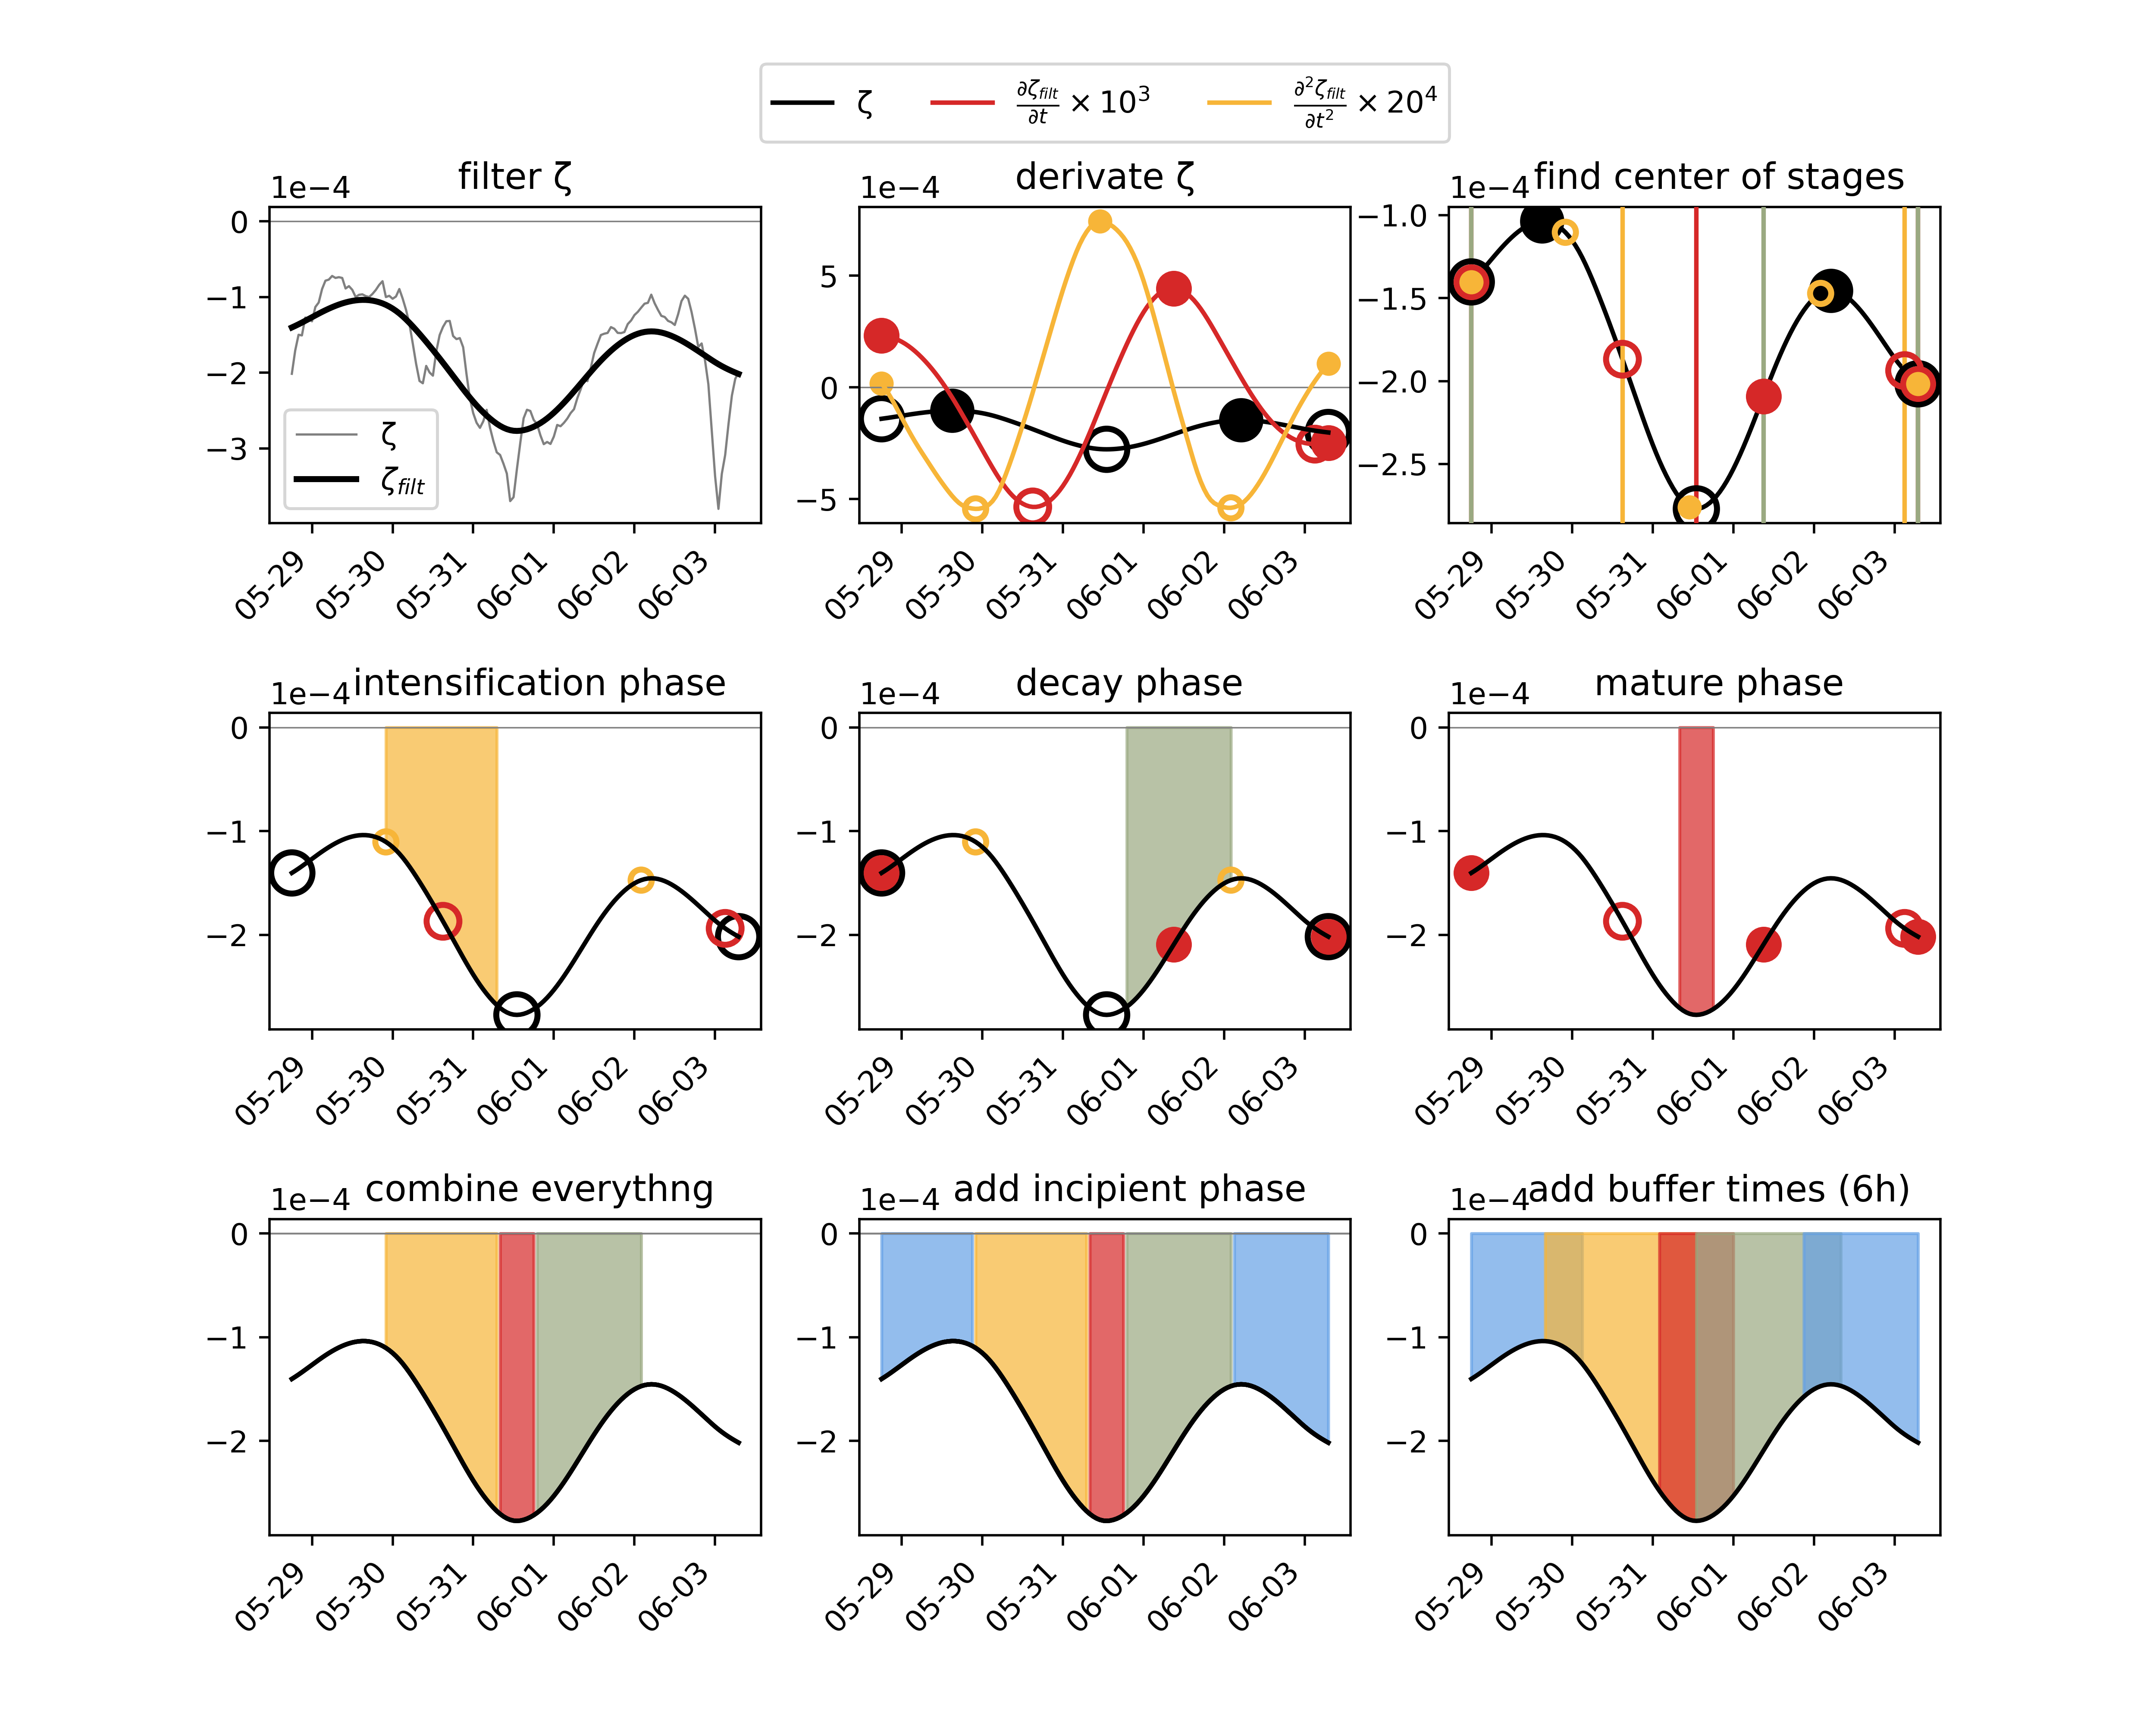 ζ ∂ζ_filt/∂t × 10³ ∂²ζ_filt/∂t² × 20⁴
filter ζ
1e−4
0
−1
−2
−3
ζ
ζ_filt
05-29 05-30 05-31 06-01 06-02 06-03
derivate ζ
1e−4
5
0
−5
05-29 05-30 05-31 06-01 06-02 06-03
find center of stages
1e−4
−1.0
−1.5
−2.0
−2.5
05-29 05-30 05-31 06-01 06-02 06-03
intensification phase
1e−4
0
−1
−2
05-29 05-30 05-31 06-01 06-02 06-03
decay phase
1e−4
0
−1
−2
05-29 05-30 05-31 06-01 06-02 06-03
mature phase
1e−4
0
−1
−2
05-29 05-30 05-31 06-01 06-02 06-03
combine everythng
1e−4
0
−1
−2
05-29 05-30 05-31 06-01 06-02 06-03
add incipient phase
1e−4
0
−1
−2
05-29 05-30 05-31 06-01 06-02 06-03
add buffer times (6h)
1e−4
0
−1
−2
05-29 05-30 05-31 06-01 06-02 06-03